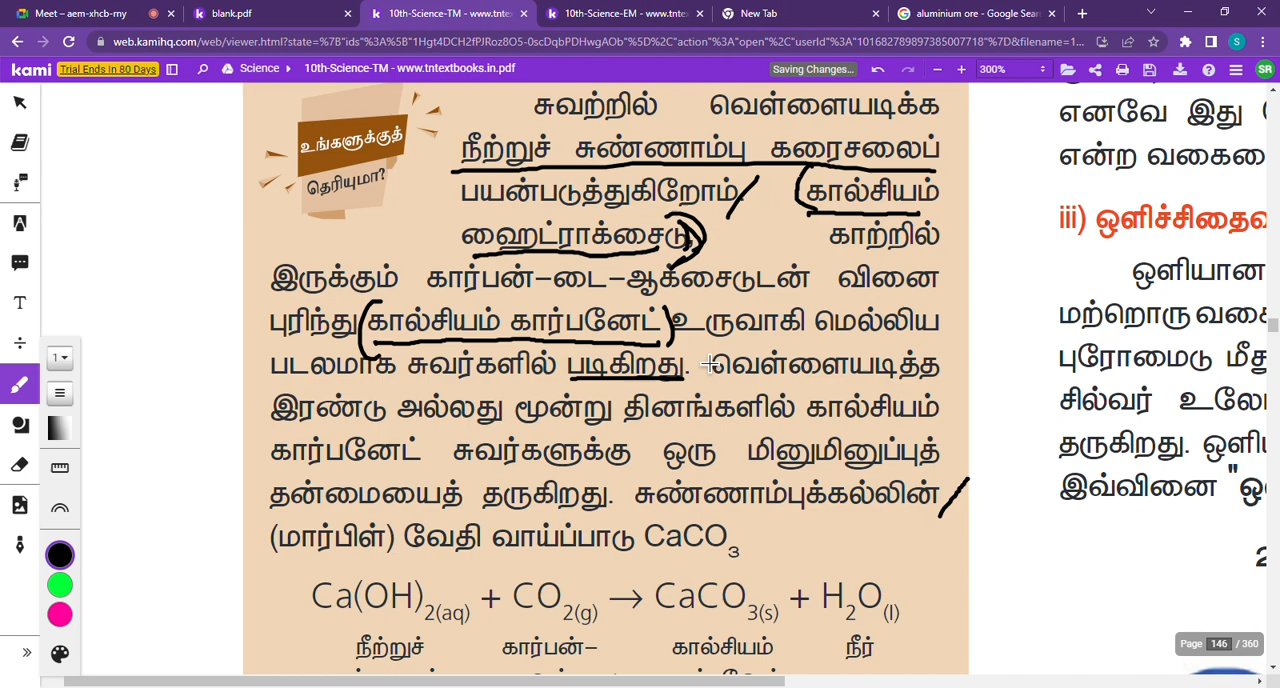 Meet – aem-xhcb-rny
blank.pdf
10th-Science-TM - www.tntext
10th-Science-EM - www.tntex
New Tab
aluminium ore - Google Sear
web.kamihq.com/web/viewer.html?state=%7B"ids"%3A%5B"1Hgt4DCH2fPJRoz8O5-0scDqbPDHwgAOb"%5D%2C"action"%3A"open"%2C"userId"%3A"101682789897385007718"%7D&filename=1...
kami Trial Ends In 80 Days Science 10th-Science-TM - www.tntextbooks.in.pdf Saving Changes... 300% SR
உங்களுக்குத்
தெரியுமா?
சுவற்றில் வெள்ளையடிக்க
நீற்றுச் சுண்ணாம்பு கரைசலைப்
பயன்படுத்துகிறோம். கால்சியம்
ஹைட்ராக்சைடு, காற்றில்
இருக்கும் கார்பன்–டை–ஆக்சைடுடன் வினை
புரிந்து கால்சியம் கார்பனேட் உருவாகி மெல்லிய
படலமாக சுவர்களில் படிகிறது. வெள்ளையடித்த
இரண்டு அல்லது மூன்று தினங்களில் கால்சியம்
கார்பனேட் சுவர்களுக்கு ஒரு மினுமினுப்புத்
தன்மையைத் தருகிறது. சுண்ணாம்புக்கல்லின்
(மார்பிள்) வேதி வாய்ப்பாடு CaCO3
Ca(OH)2(aq) + CO2(g) → CaCO3(s) + H2O(l)
நீற்றுச் கார்பன்– கால்சியம் நீர்
எனவே இது
என்ற வகை
iii) ஒளிச்சிதை
ஒளியான
மற்றொரு வகை
புரோமைடு மீது
சில்வர் உலோ
தருகிறது. ஒளி
இவ்வினை "ஒ
2
Page 146 / 360
1